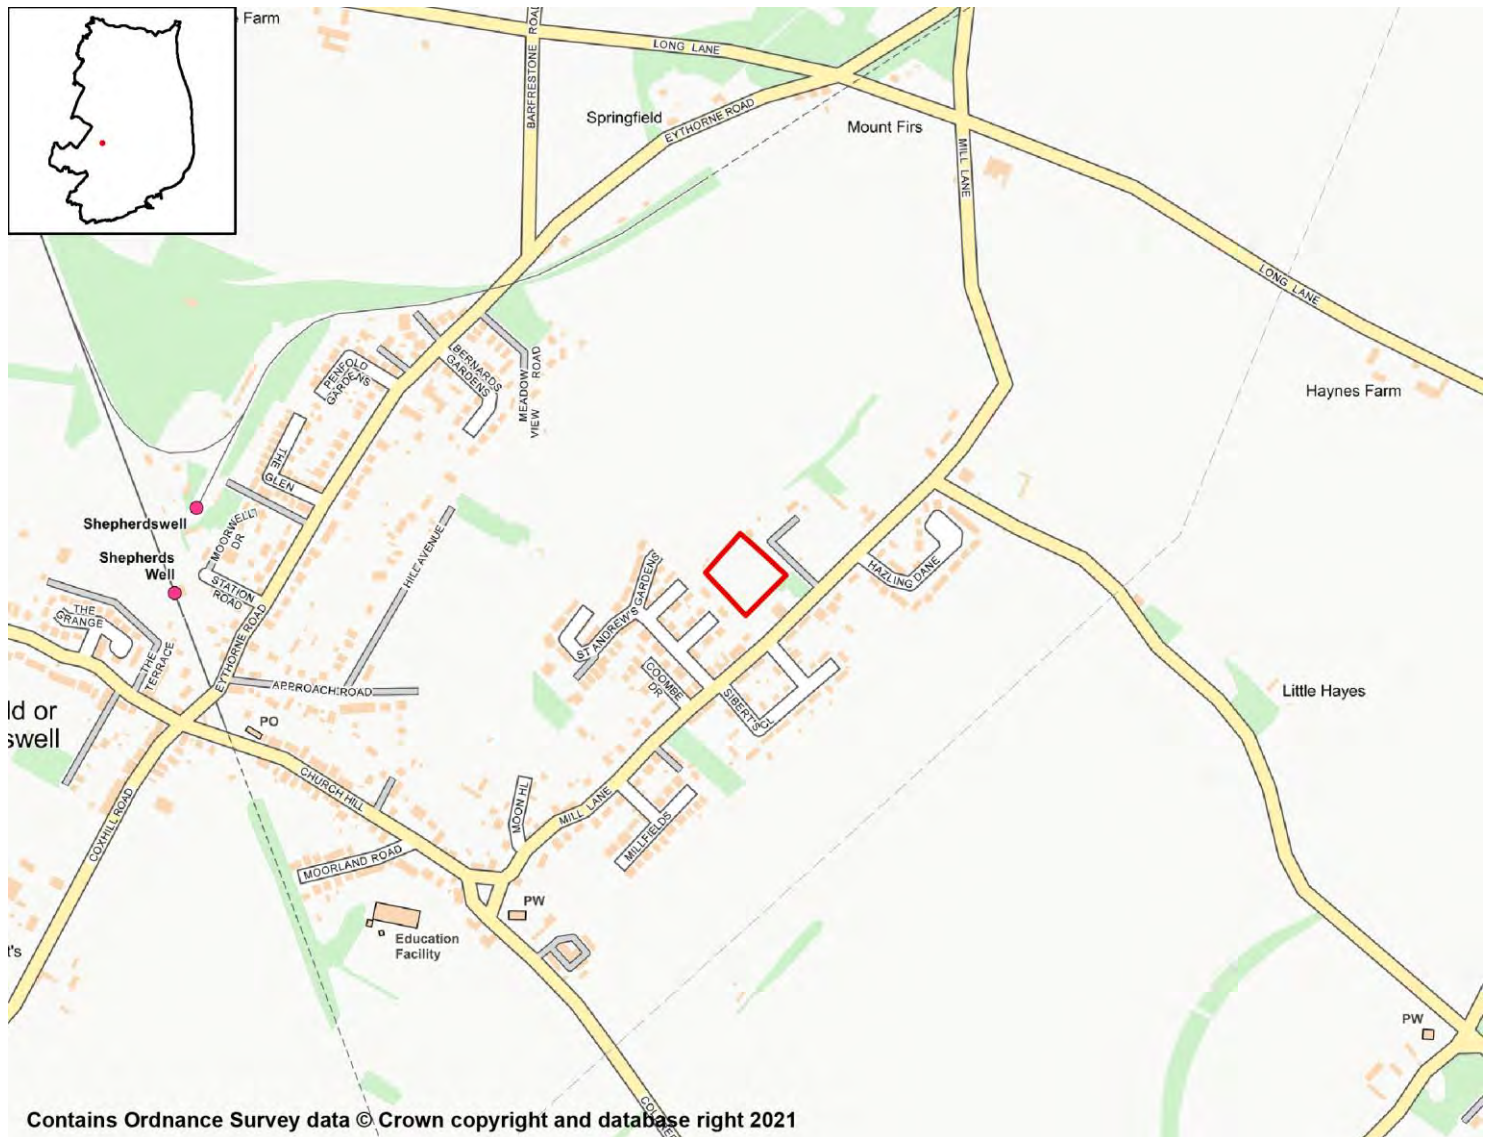 Farm
LONG LANE
BARFRESTONE ROAD
Springfield
EYTHORNE ROAD
Mount Firs
MILL LANE
LONG LANE
Haynes Farm
PENFOLD
GARDENS
BERNARDS
GARDENS
MEADOW
VIEW ROAD
THE
GLEN
Shepherdswell
MOORWELL
DR
Shepherds
Well
STATION
ROAD
HILL AVENUE
HAZLING DANE
THE
GRANGE
THE
TERRACE
EYTHORNE ROAD
ST ANDREW'S GARDENS
APPROACH ROAD
COOMBE
DR
SIBERT'S
CL
Little Hayes
ld or
swell
PO
CHURCH HILL
COXHILL ROAD
MOON HL
MILL LANE
MILLFIELDS
MOORLAND ROAD
PW
Education
Facility
t's
PW
Contains Ordnance Survey data © Crown copyright and database right 2021